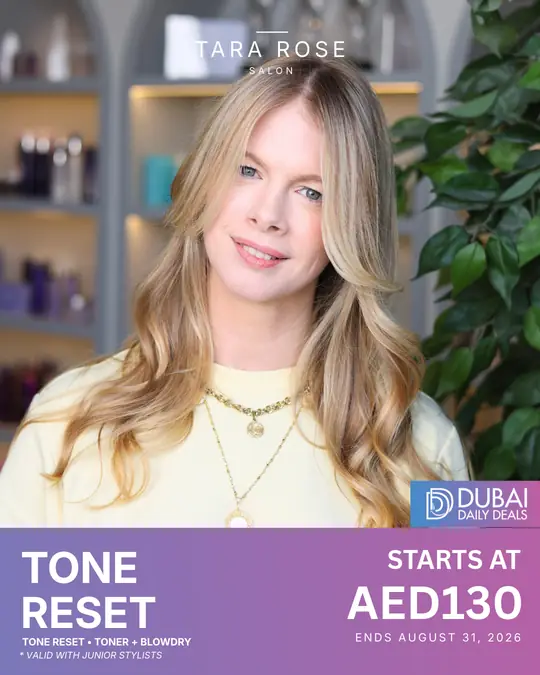 TARA ROSE
SALON
DUBAI
DAILY DEALS
TONE
RESET
TONE RESET • TONER + BLOWDRY
* VALID WITH JUNIOR STYLISTS
STARTS AT
AED130
ENDS AUGUST 31, 2026